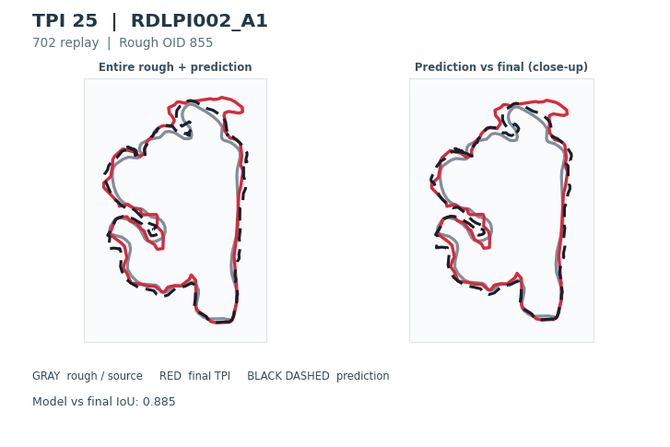 TPI 25 | RDLPI002_A1
702 replay | Rough OID 855
Entire rough + prediction
Prediction vs final (close-up)
GRAY rough / source RED final TPI BLACK DASHED prediction
Model vs final IoU: 0.885